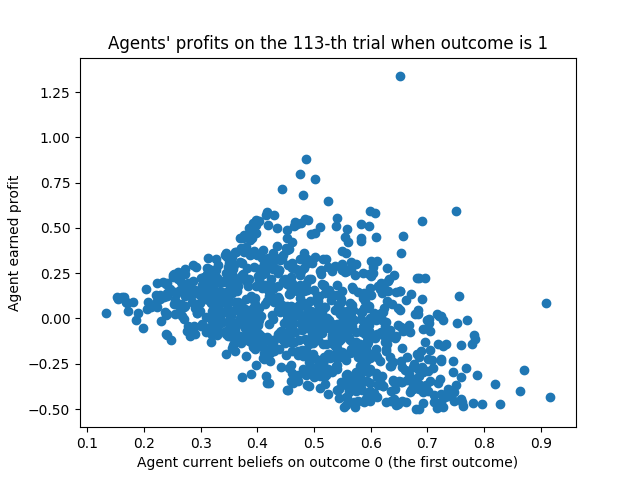 Agents' profits on the 113-th trial when outcome is 1
1.25
1.00
0.75
0.50
0.25
0.00
−0.25
−0.50
Agent earned profit
0.1 0.2 0.3 0.4 0.5 0.6 0.7 0.8 0.9
Agent current beliefs on outcome 0 (the first outcome)